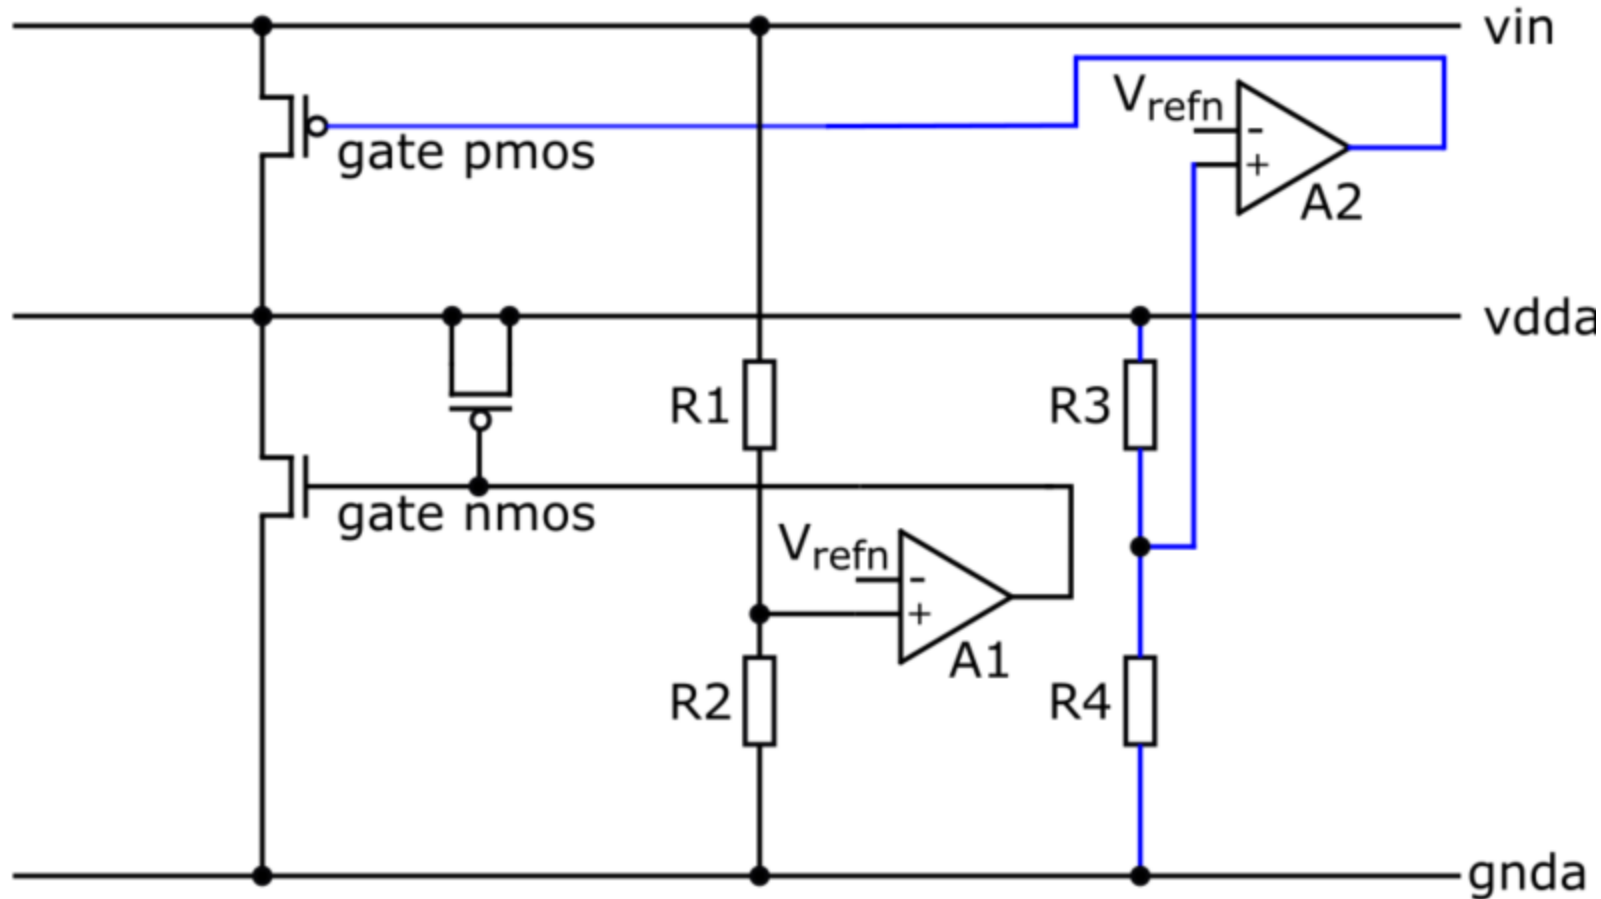 vin
Vrefn
-
+
gate pmos
A2
vdda
R1
R3
gate nmos
Vrefn
-
+
A1
R2
R4
gnda